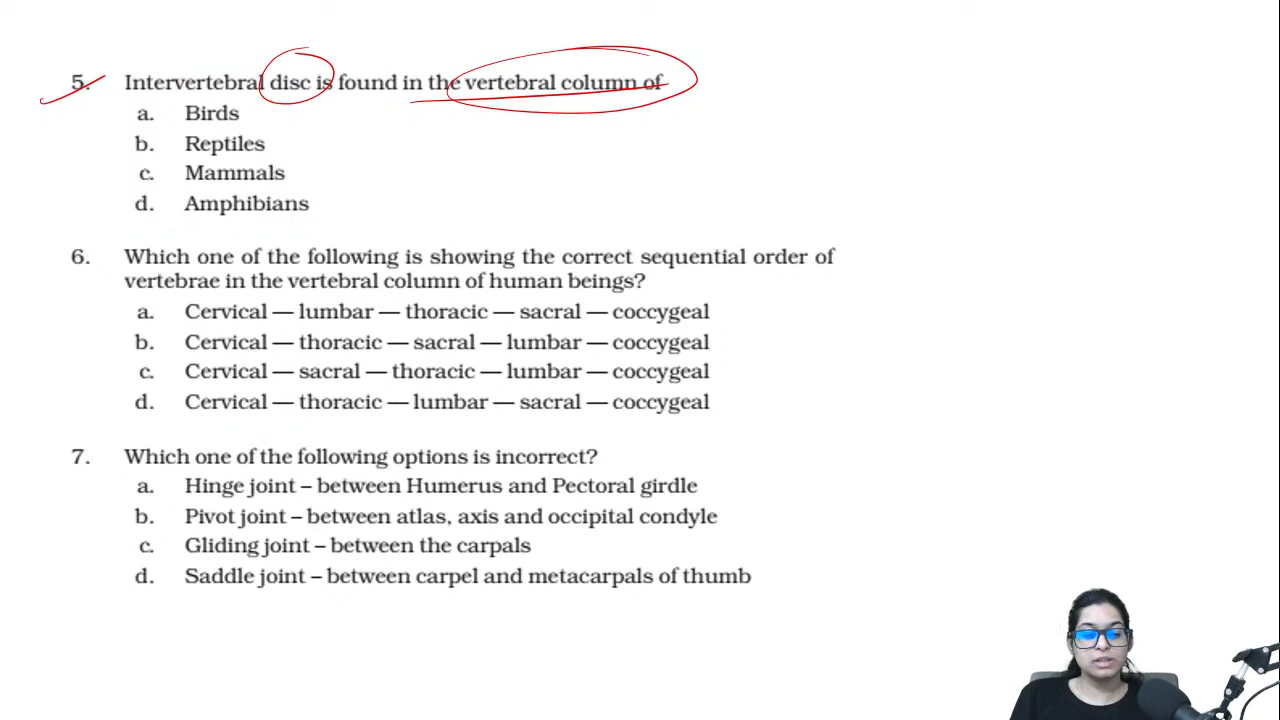 5. Intervertebral disc is found in the vertebral column of
a. Birds
b. Reptiles
c. Mammals
d. Amphibians
6. Which one of the following is showing the correct sequential order of
vertebrae in the vertebral column of human beings?
a. Cervical — lumbar — thoracic — sacral — coccygeal
b. Cervical — thoracic — sacral — lumbar — coccygeal
c. Cervical — sacral — thoracic — lumbar — coccygeal
d. Cervical — thoracic — lumbar — sacral — coccygeal
7. Which one of the following options is incorrect?
a. Hinge joint – between Humerus and Pectoral girdle
b. Pivot joint – between atlas, axis and occipital condyle
c. Gliding joint – between the carpals
d. Saddle joint – between carpel and metacarpals of thumb